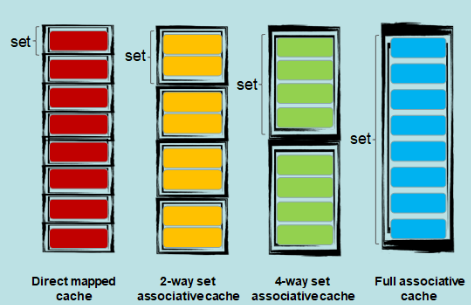 set
set
set
set
Direct mapped
cache
2-way set
associative cache
4-way set
associative cache
Full associative
cache